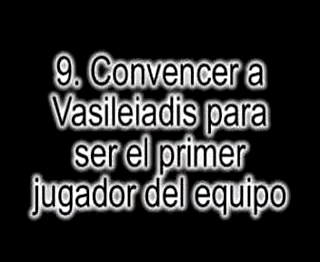 9. Convencer a
Vasileiadis para
ser el primer
jugador del equipo